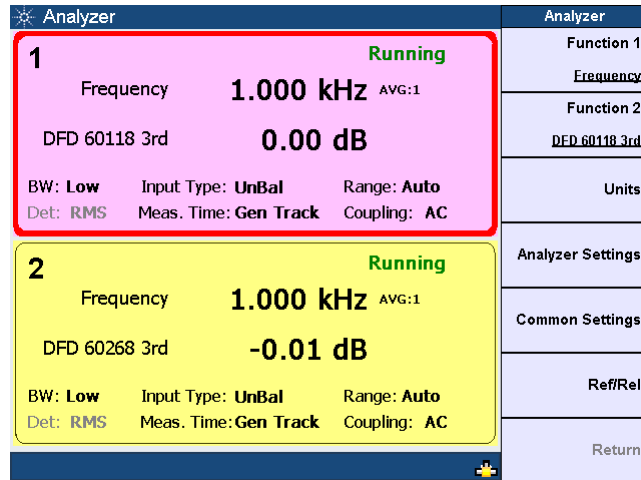 Analyzer
1
Running
Frequency 1.000 kHz AVG:1
DFD 60118 3rd 0.00 dB
BW: Low Input Type: UnBal Range: Auto
Det: RMS Meas. Time: Gen Track Coupling: AC
2
Running
Frequency 1.000 kHz AVG:1
DFD 60268 3rd -0.01 dB
BW: Low Input Type: UnBal Range: Auto
Det: RMS Meas. Time: Gen Track Coupling: AC
Analyzer
Function 1
Frequency
Function 2
DFD 60118 3rd
Units
Analyzer Settings
Common Settings
Ref/Rel
Return